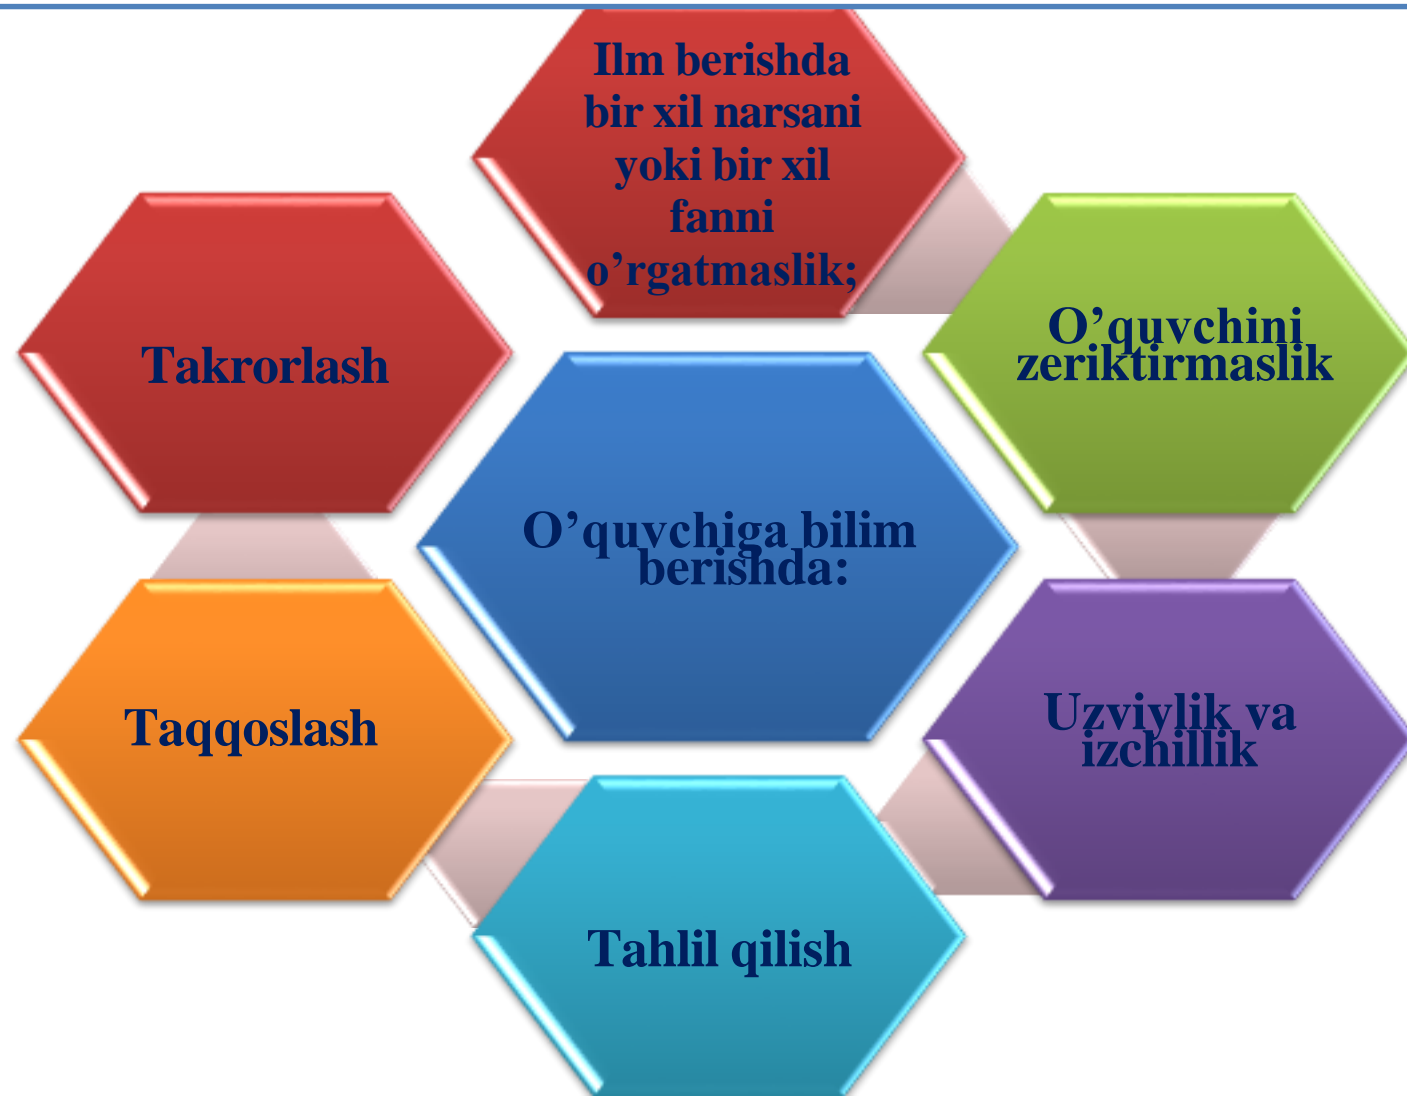 Ilm berishda
bir xil narsani
yoki bir xil
fanni
o’rgatmaslik;
O’quvchini
zeriktirmaslik
Takrorlash
O’quvchiga bilim
berishda:
Uzviylik va
izchillik
Taqqoslash
Tahlil qilish